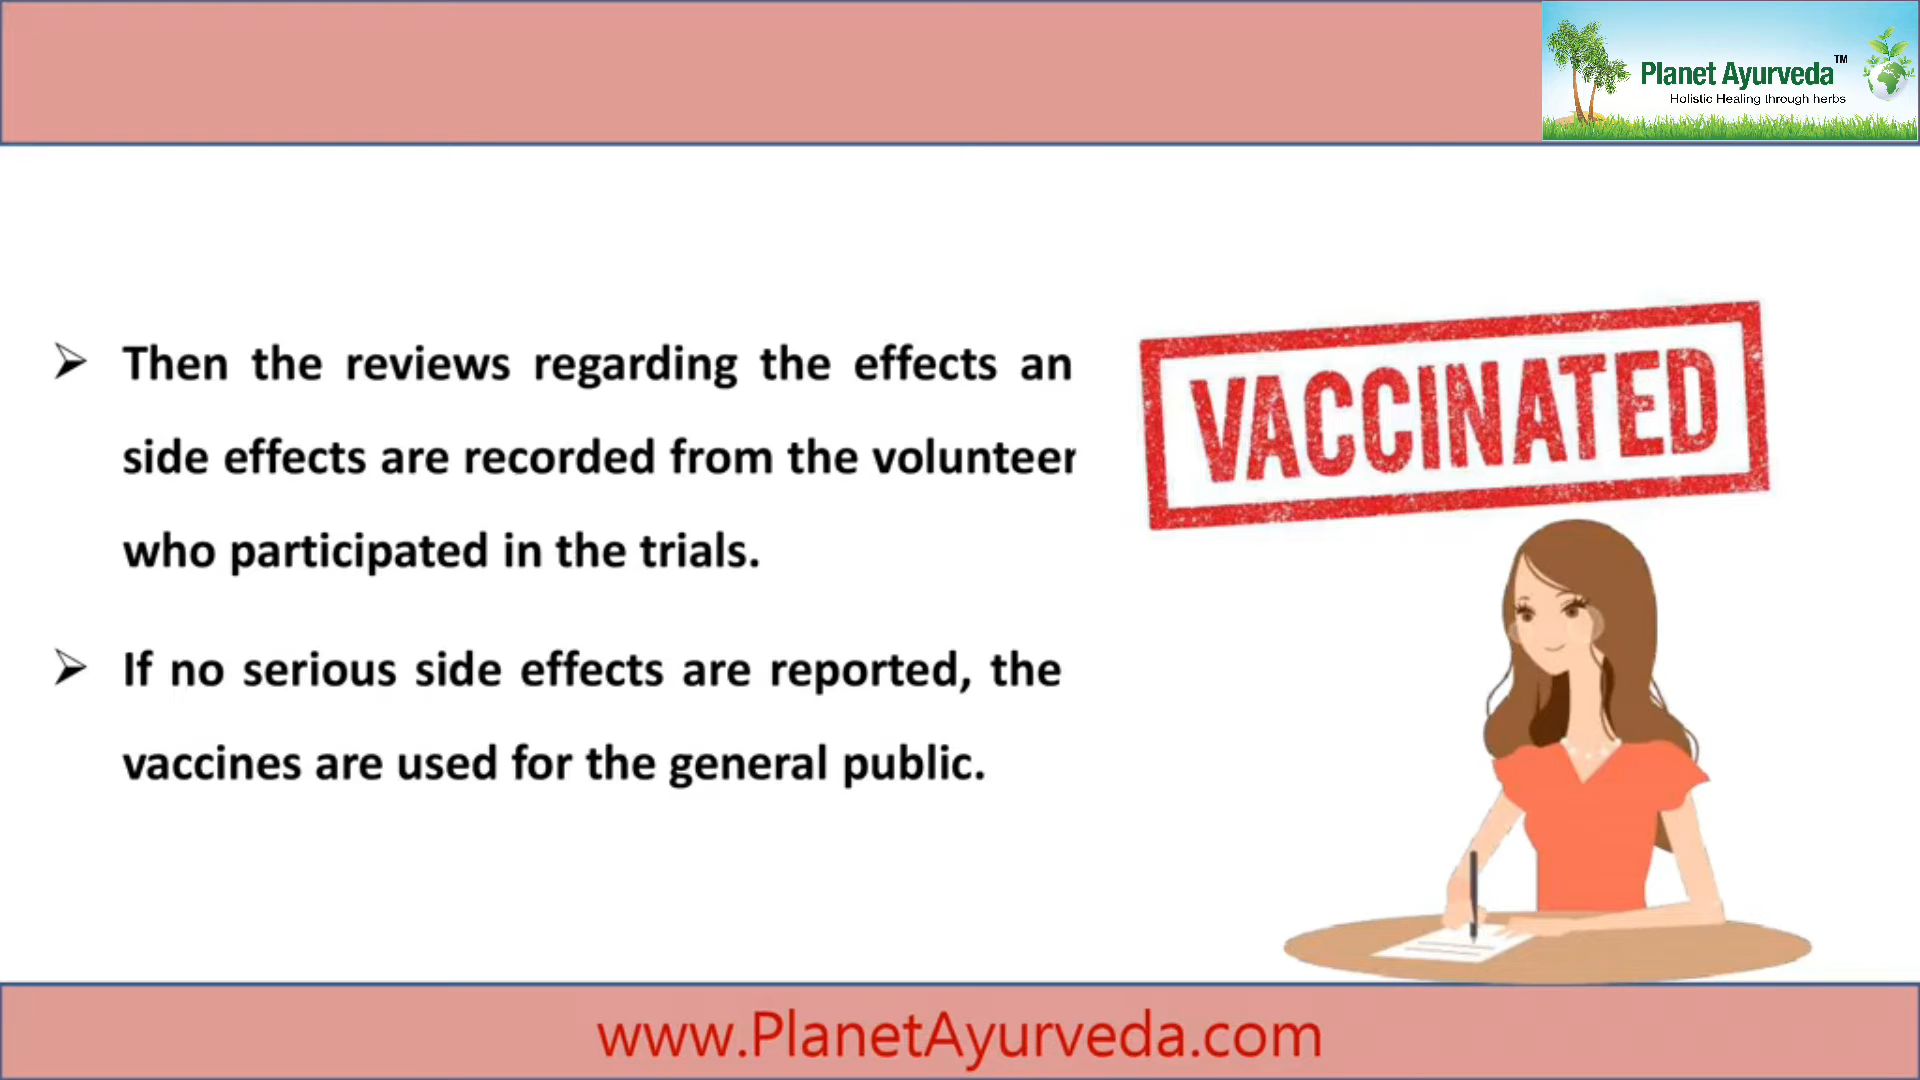 Planet Ayurveda™
Holistic Healing through herbs
➢ Then the reviews regarding the effects an
side effects are recorded from the volunteer
who participated in the trials.
➢ If no serious side effects are reported, the
vaccines are used for the general public.
VACCINATED
www.PlanetAyurveda.com